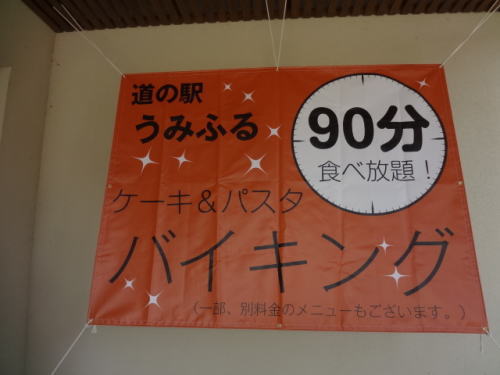 道の駅
うみふる
90分
食べ放題！
ケーキ＆パスタ
バイキング
（一部、別料金のメニューもございます。）